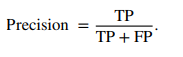 Precision = TP / (TP + FP).